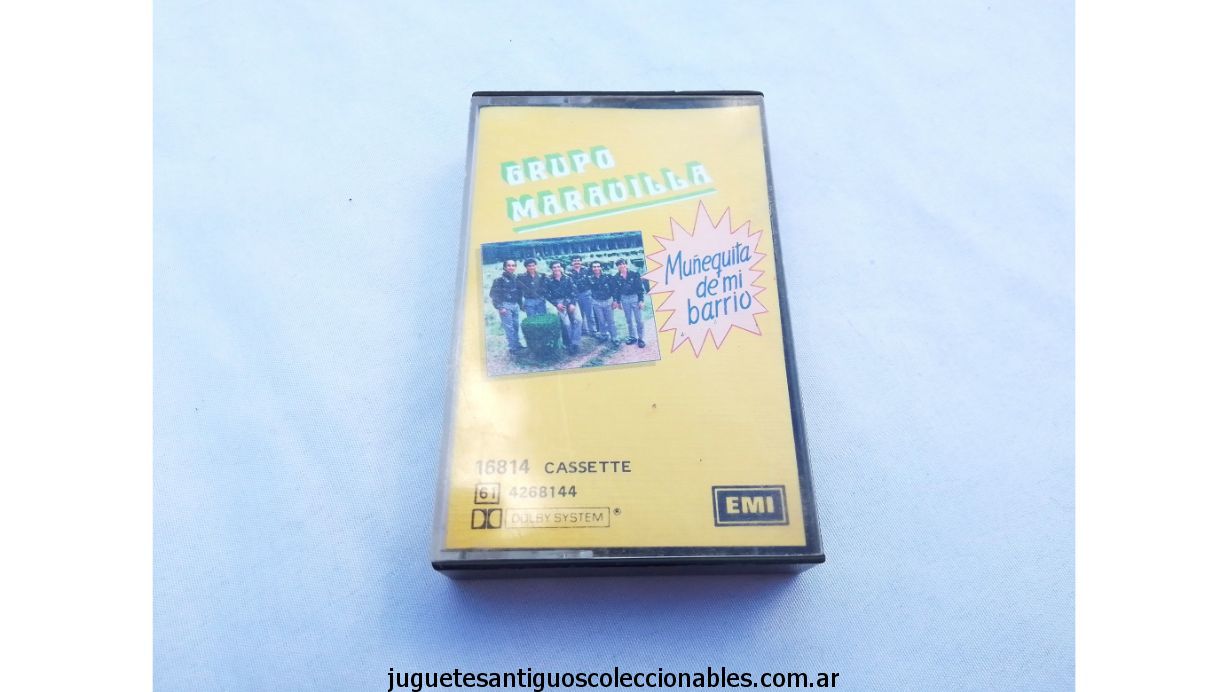 GRUPO
MARAVILLA
Muñequita
de mi
barrio
16814 CASSETTE
61 4268144
DOLBY SYSTEM ®
EMI
juguetesantiguoscoleccionables.com.ar